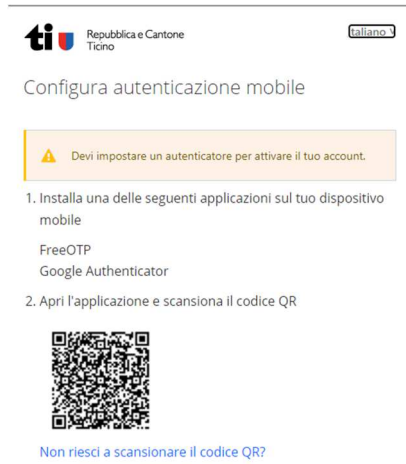 ti Repubblica e Cantone
Ticino
taliano
Configura autenticazione mobile
Devi impostare un autenticatore per attivare il tuo account.
1. Installa una delle seguenti applicazioni sul tuo dispositivo
mobile
FreeOTP
Google Authenticator
2. Apri l'applicazione e scansiona il codice QR
Non riesci a scansionare il codice QR?